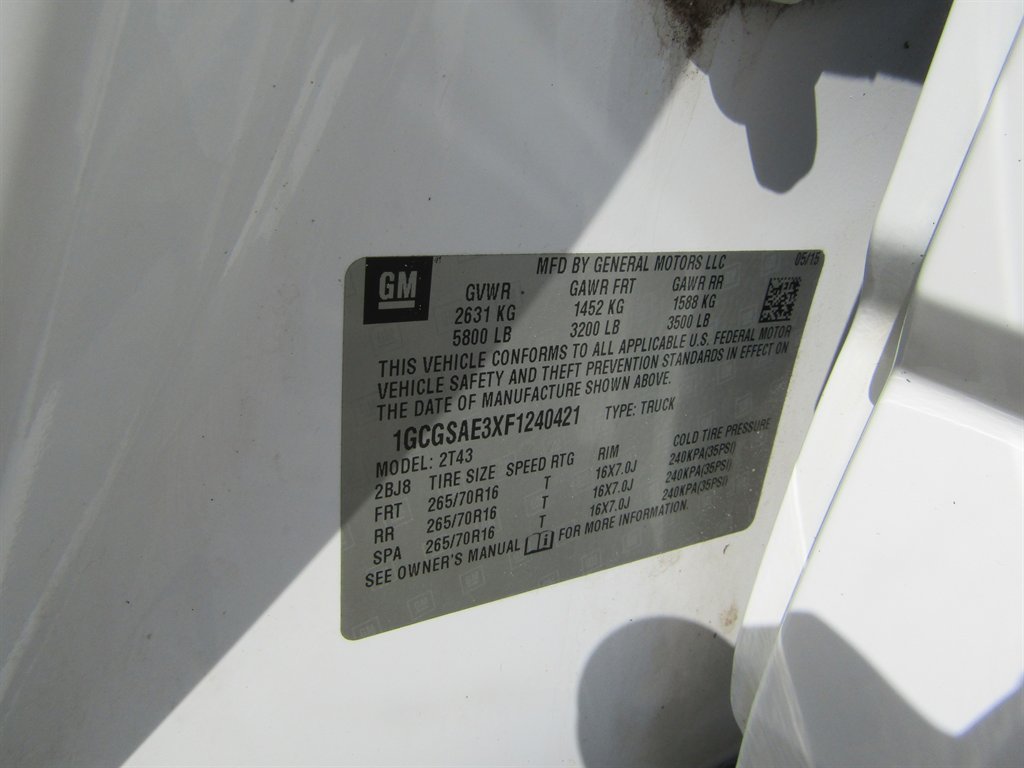 GM
MFD BY GENERAL MOTORS LLC
05/15
GVWR GAWR FRT GAWR RR
2631 KG 1452 KG 1588 KG
5800 LB 3200 LB 3500 LB
THIS VEHICLE CONFORMS TO ALL APPLICABLE U.S. FEDERAL MOTOR
VEHICLE SAFETY AND THEFT PREVENTION STANDARDS IN EFFECT ON
THE DATE OF MANUFACTURE SHOWN ABOVE.
1GCGSAE3XF1240421 TYPE: TRUCK
MODEL: 2T43
2BJ8 TIRE SIZE SPEED RTG RIM COLD TIRE PRESSURE
FRT 265/70R16 T 16X7.0J 240KPA(35PSI)
RR 265/70R16 T 16X7.0J 240KPA(35PSI)
SPA 265/70R16 T 16X7.0J 240KPA(35PSI)
SEE OWNER'S MANUAL FOR MORE INFORMATION.